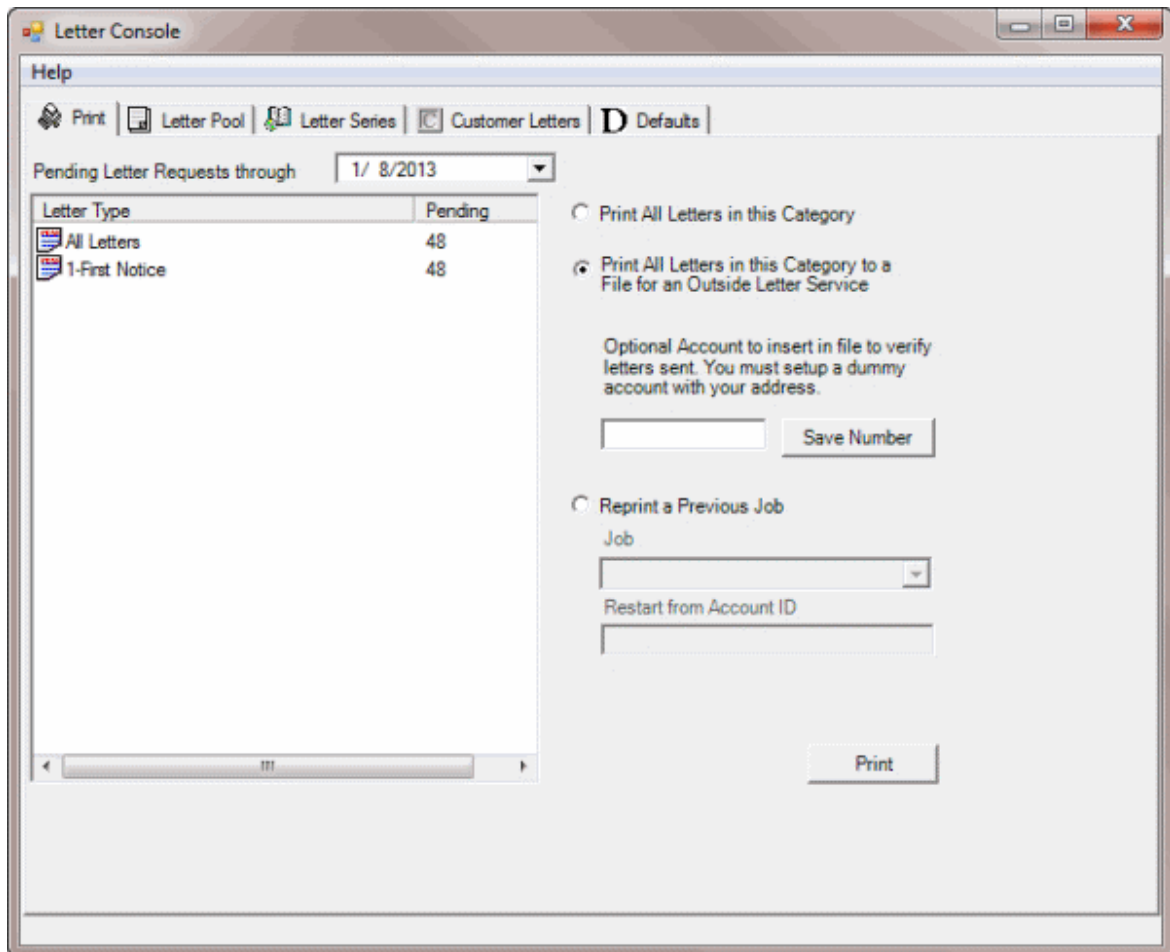 Letter Console
Help
Print Letter Pool Letter Series C Customer Letters D Defaults
Pending Letter Requests through 1/ 8/2013
Letter Type Pending
All Letters 48
1-First Notice 48
Print All Letters in this Category
Print All Letters in this Category to a
File for an Outside Letter Service
Optional Account to insert in file to verify
letters sent. You must setup a dummy
account with your address.
Save Number
Reprint a Previous Job
Job
Restart from Account ID
Print